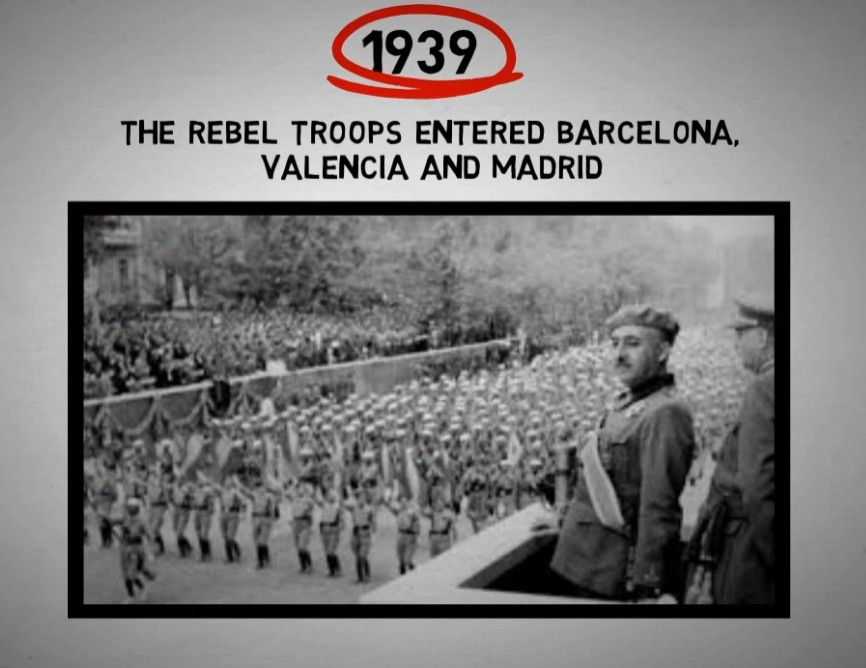 1939
THE REBEL TROOPS ENTERED BARCELONA,
VALENCIA AND MADRID